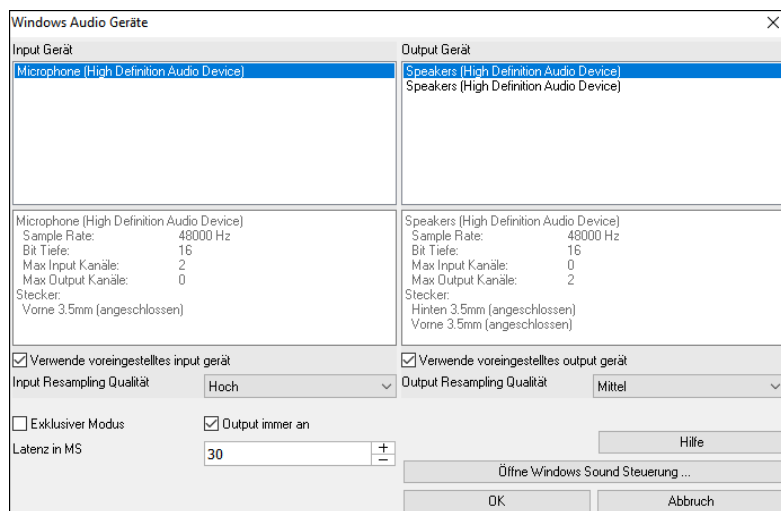 Windows Audio Geräte
Input Gerät
Microphone (High Definition Audio Device)
Output Gerät
Speakers (High Definition Audio Device)
Speakers (High Definition Audio Device)
Microphone (High Definition Audio Device)
Sample Rate: 48000 Hz
Bit Tiefe: 16
Max Input Kanäle: 2
Max Output Kanäle: 0
Stecker:
Vorne 3.5mm (angeschlossen)
Speakers (High Definition Audio Device)
Sample Rate: 48000 Hz
Bit Tiefe: 16
Max Input Kanäle: 0
Max Output Kanäle: 2
Stecker:
Hinten 3.5mm (angeschlossen)
Vorne 3.5mm (angeschlossen)
Verwende voreingestelltes input gerät
Input Resampling Qualität Hoch
Verwende voreingestelltes output gerät
Output Resampling Qualität Mittel
Exklusiver Modus Output immer an
Latenz in MS 30
Hilfe
Öffne Windows Sound Steuerung ...
OK Abbruch